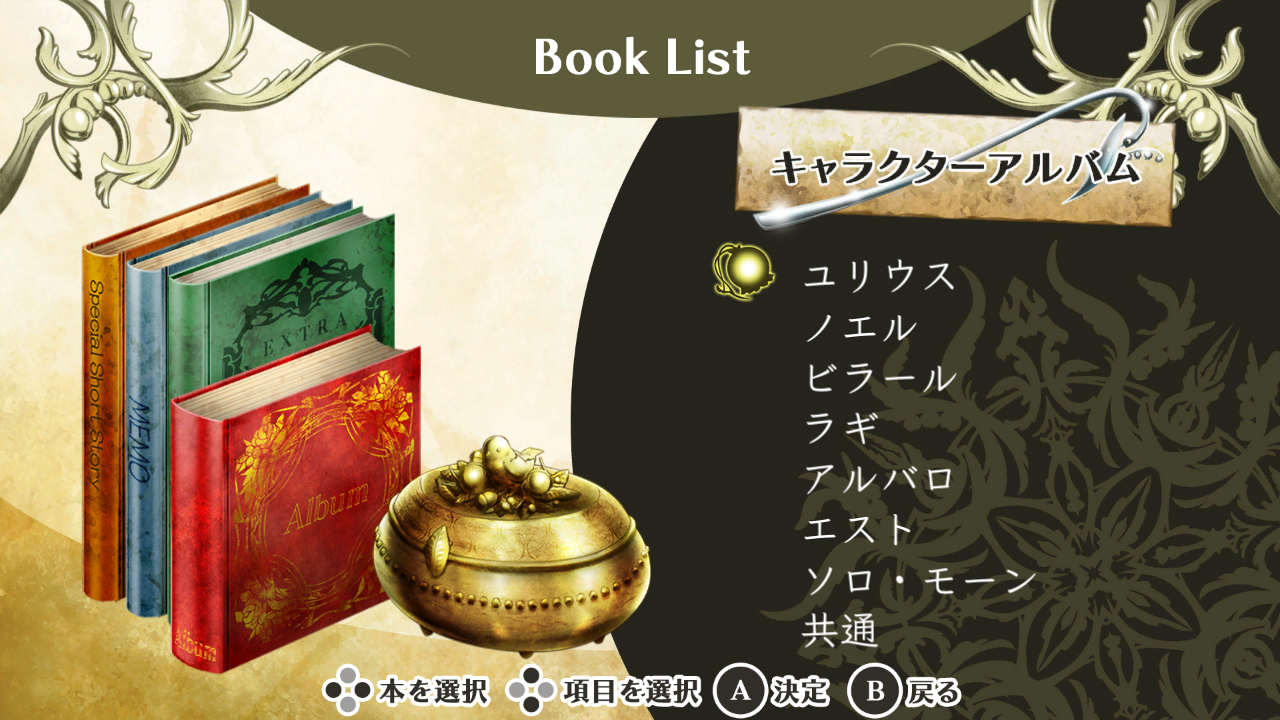 Book List
キャラクターアルバム
ユリウス
ノエル
ビラール
ラギ
アルバロ
エスト
ソロ・モーン
共通
Special Short Story
MEMO
EXTRA
Album
Album
本を選択 項目を選択 A 決定 B 戻る